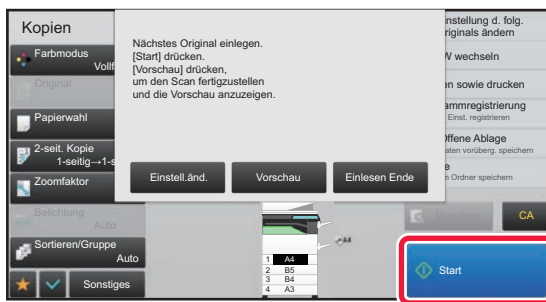 Kopien
Farbmodus
Vollf
Original
Papierwahl
2-seit. Kopie
1-seitig→1-s
Zoomfaktor
Belichtung
Auto
Sortieren/Gruppe
Auto
Sonstiges
Nächstes Original einlegen.
[Start] drücken.
[Vorschau] drücken,
um den Scan fertigzustellen
und die Vorschau anzuzeigen.
Einstell.änd.
Vorschau
Einlesen Ende
1 A4
2 B5
3 B4
4 A3
A4
nstellung d. folg.
riginals ändern
W wechseln
en sowie drucken
ammregistrierung
Einst. registrieren
Offene Ablage
aten vorüberg. speichern
e
n Ordner speichern
Vorschau
CA
Start